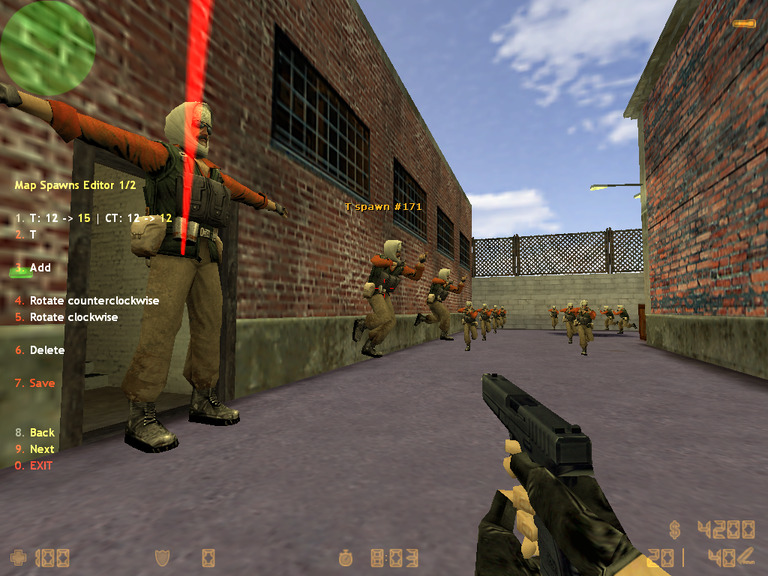 Map Spawns Editor 1/2
T spawn #171
1. T: 12 -> 15 | CT: 12 -> 12
2. T
3. Add
4. Rotate counterclockwise
5. Rotate clockwise
6. Delete
7. Save
8. Back
9. Next
0. EXIT
$ 4200
100 0 8:03 20 | 40